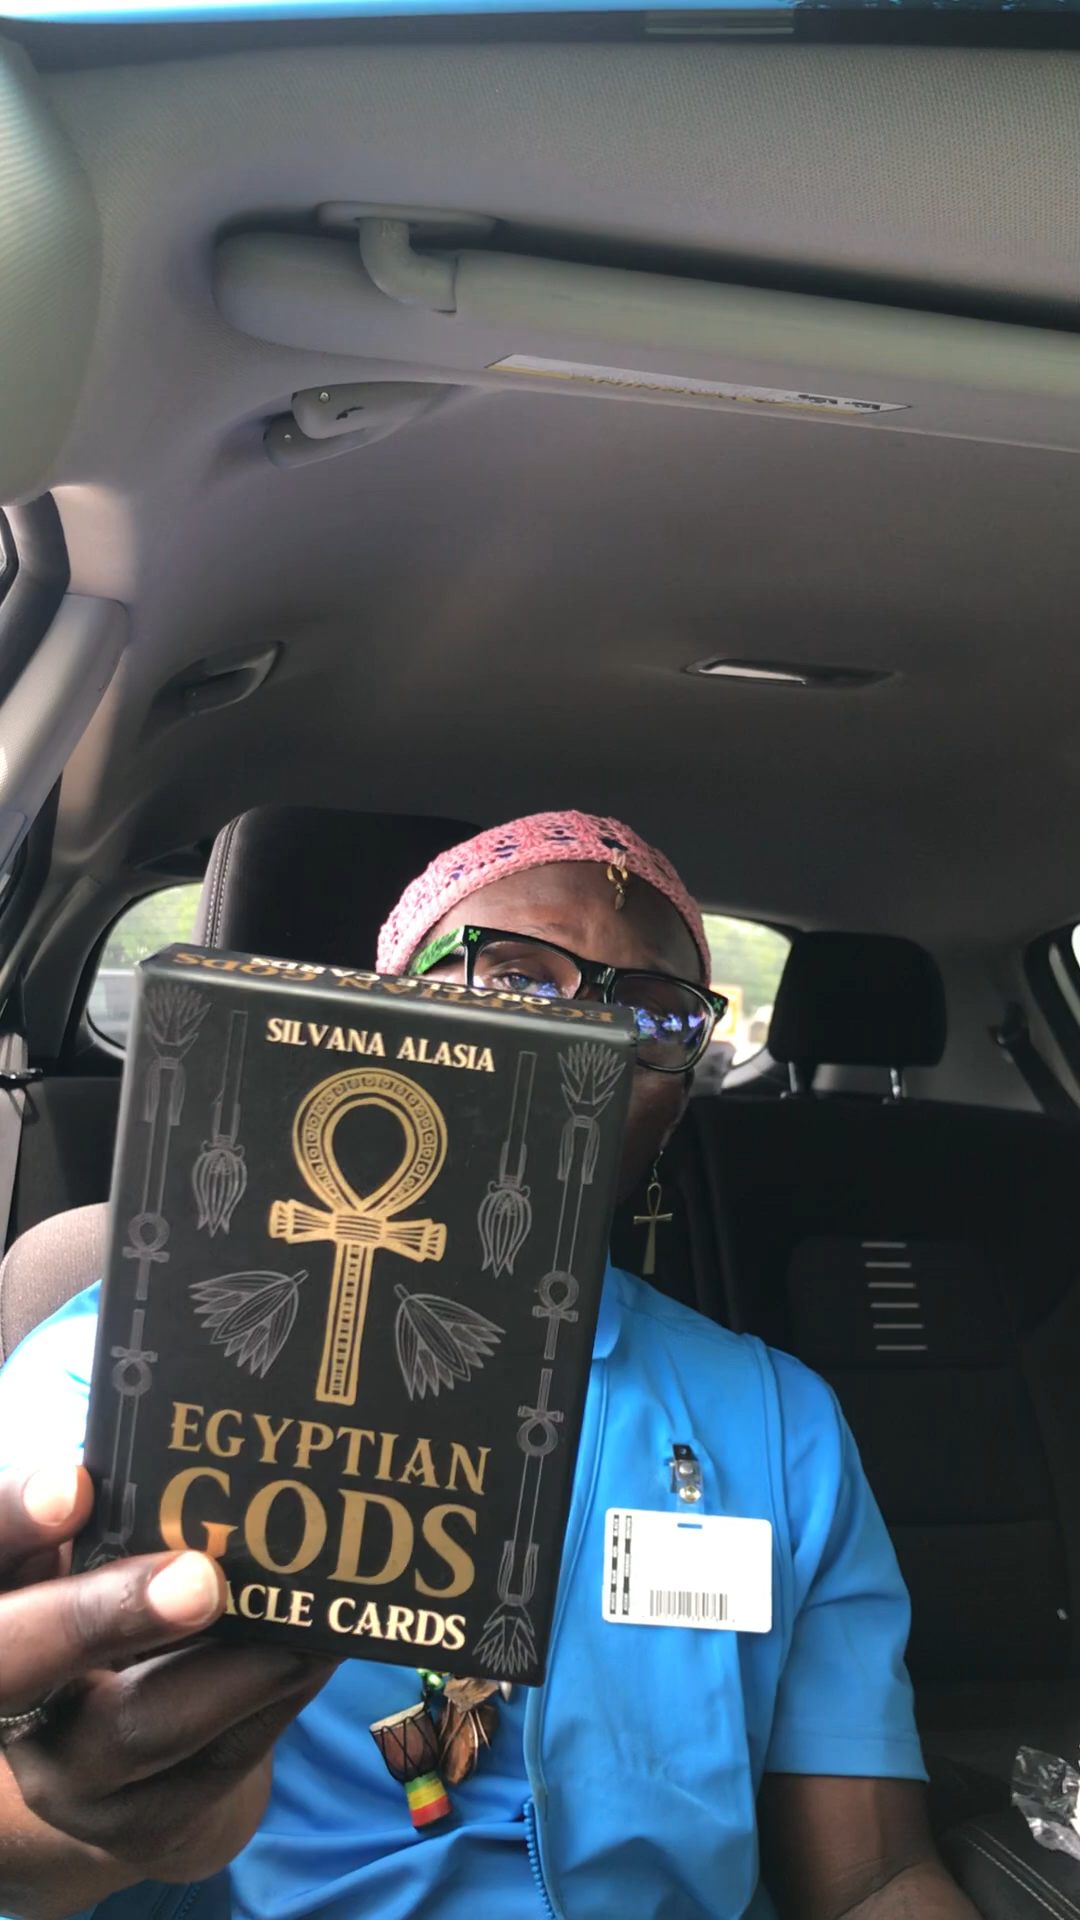 EGYPTIAN GODS
ORACLE CARDS
SILVANA ALASIA
EGYPTIAN
GODS
ACLE CARDS